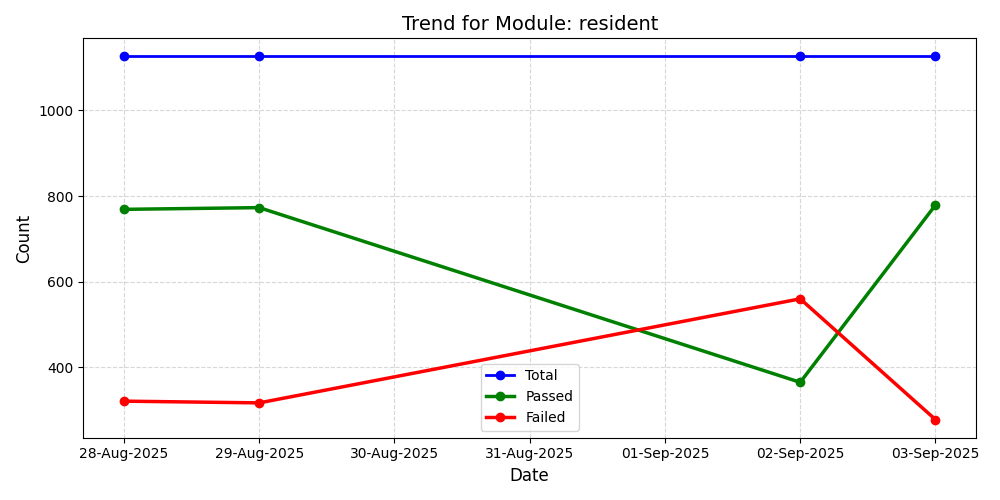 Trend for Module: resident
Count
1000
800
600
400
Total
Passed
Failed
28-Aug-2025 29-Aug-2025 30-Aug-2025 31-Aug-2025 01-Sep-2025 02-Sep-2025 03-Sep-2025
Date